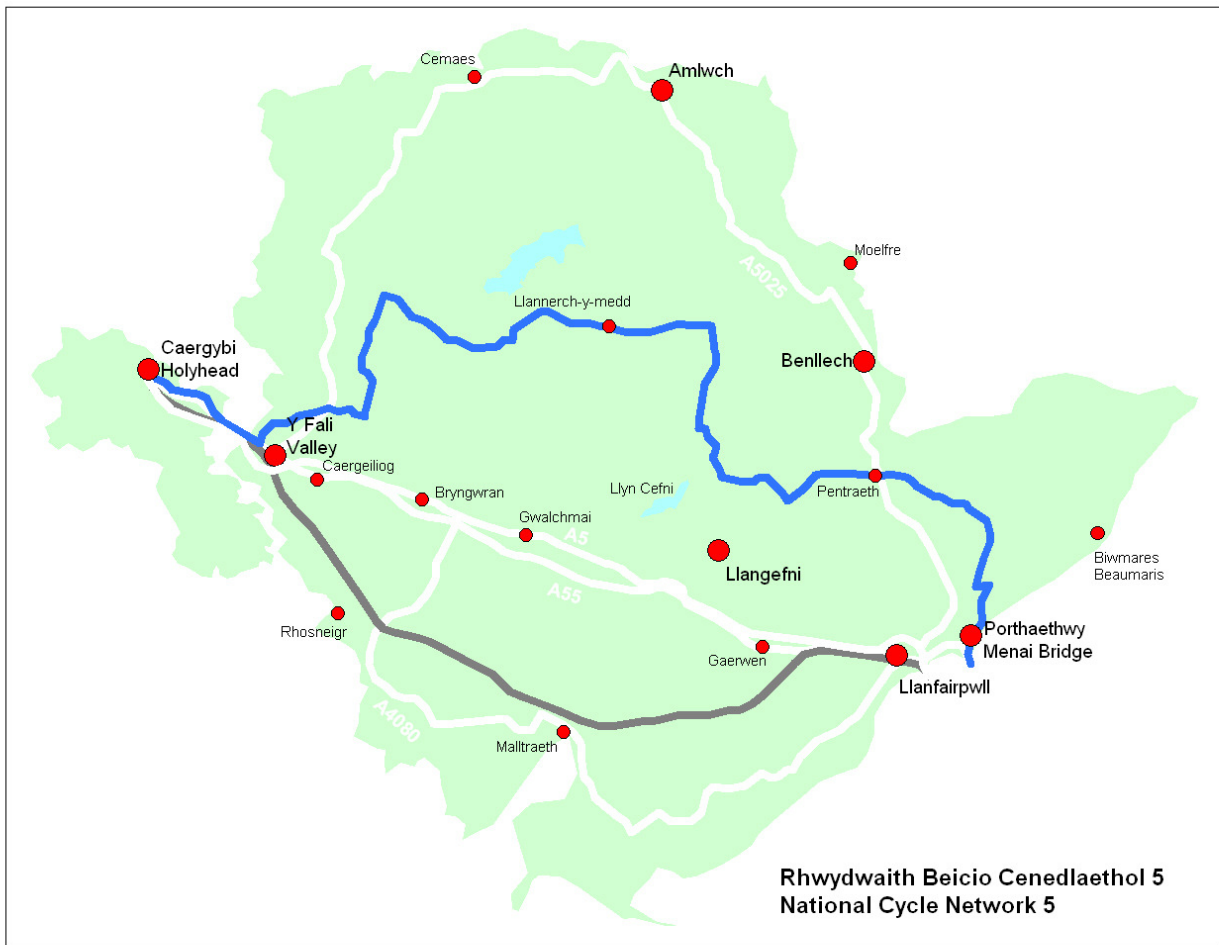 Cemaes
Amlwch
Moelfre
A5025
Llannerch-y-medd
Caergybi
Holyhead
Benllech
Y Fali
Valley
Caergeiliog
Bryngwran
Llyn Cefni
Pentraeth
Gwalchmai
A5
Biwmares
Beaumaris
Llangefni
A55
Rhosneigr
Porthaethwy
Menai Bridge
Gaerwen
Llanfairpwll
A4080
Malltraeth
Rhwydwaith Beicio Cenedlaethol 5
National Cycle Network 5